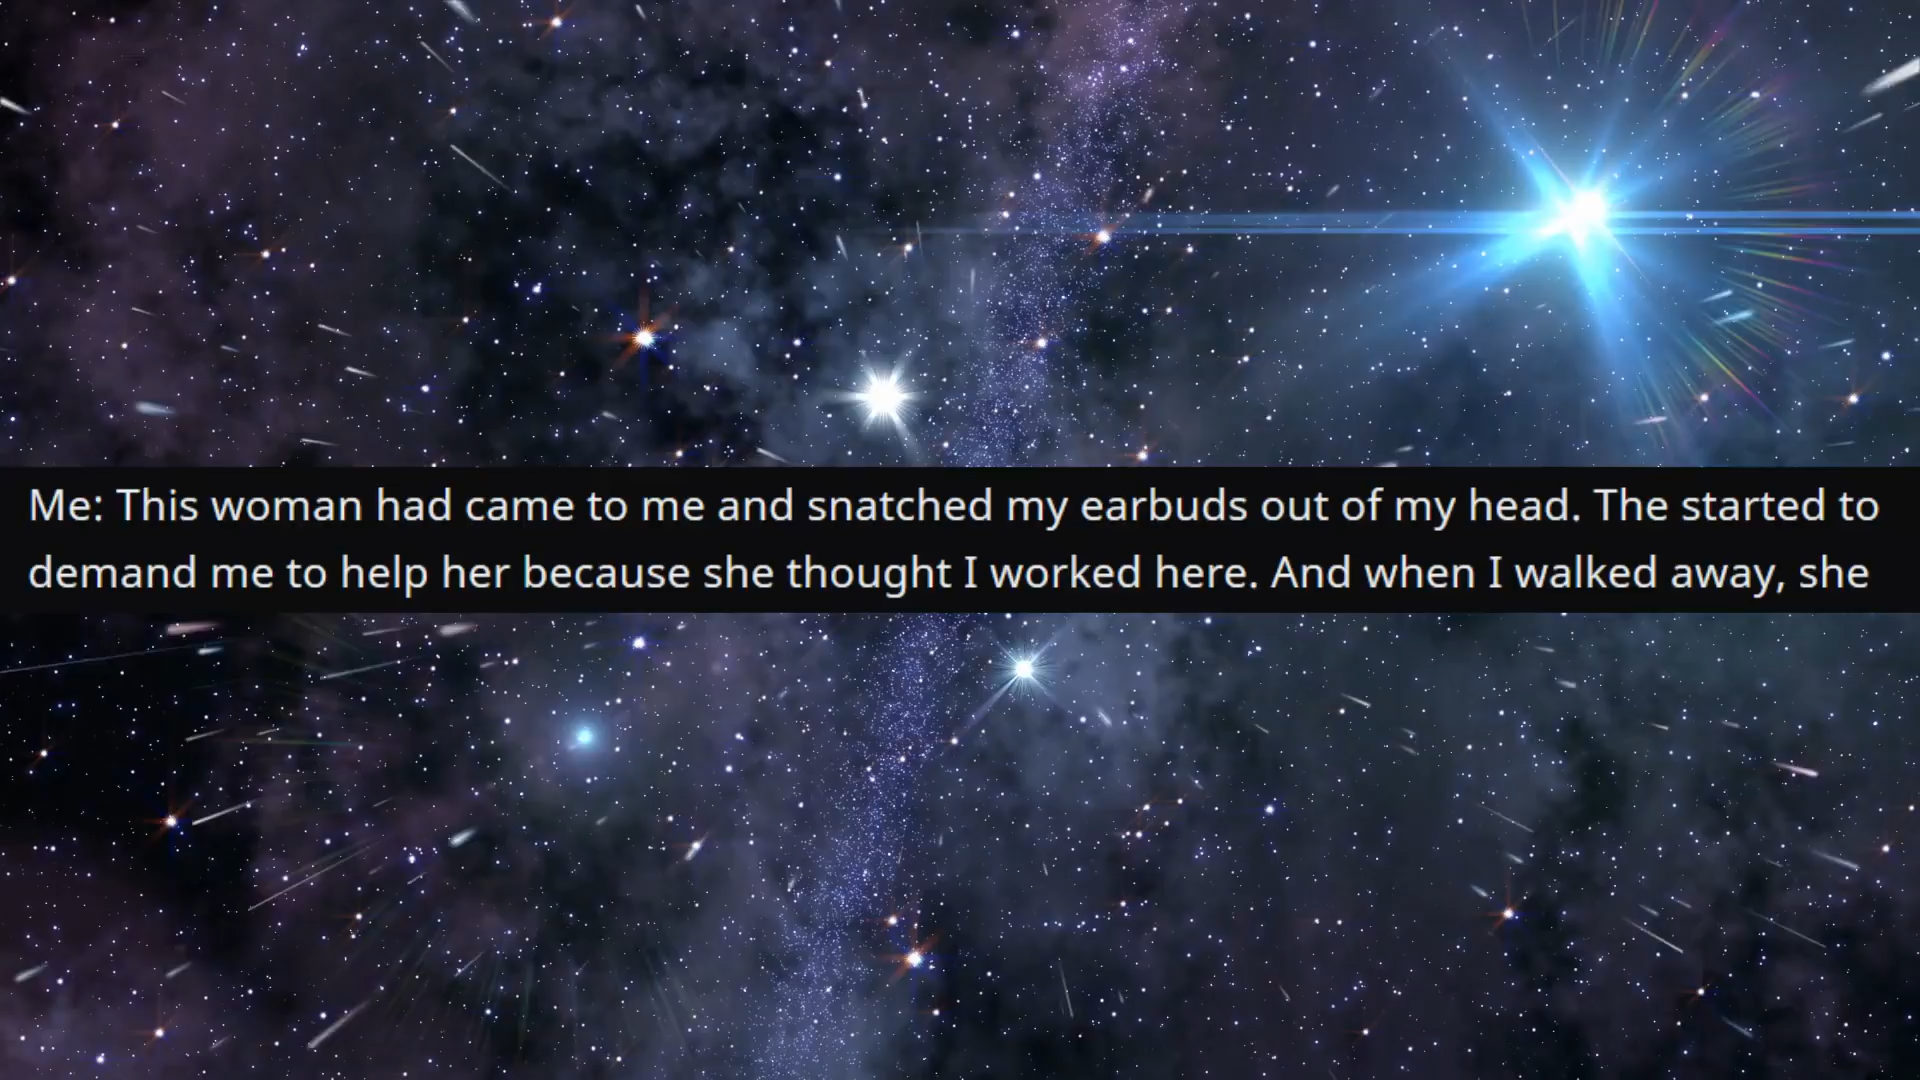 Me: This woman had came to me and snatched my earbuds out of my head. The started to
demand me to help her because she thought I worked here. And when I walked away, she